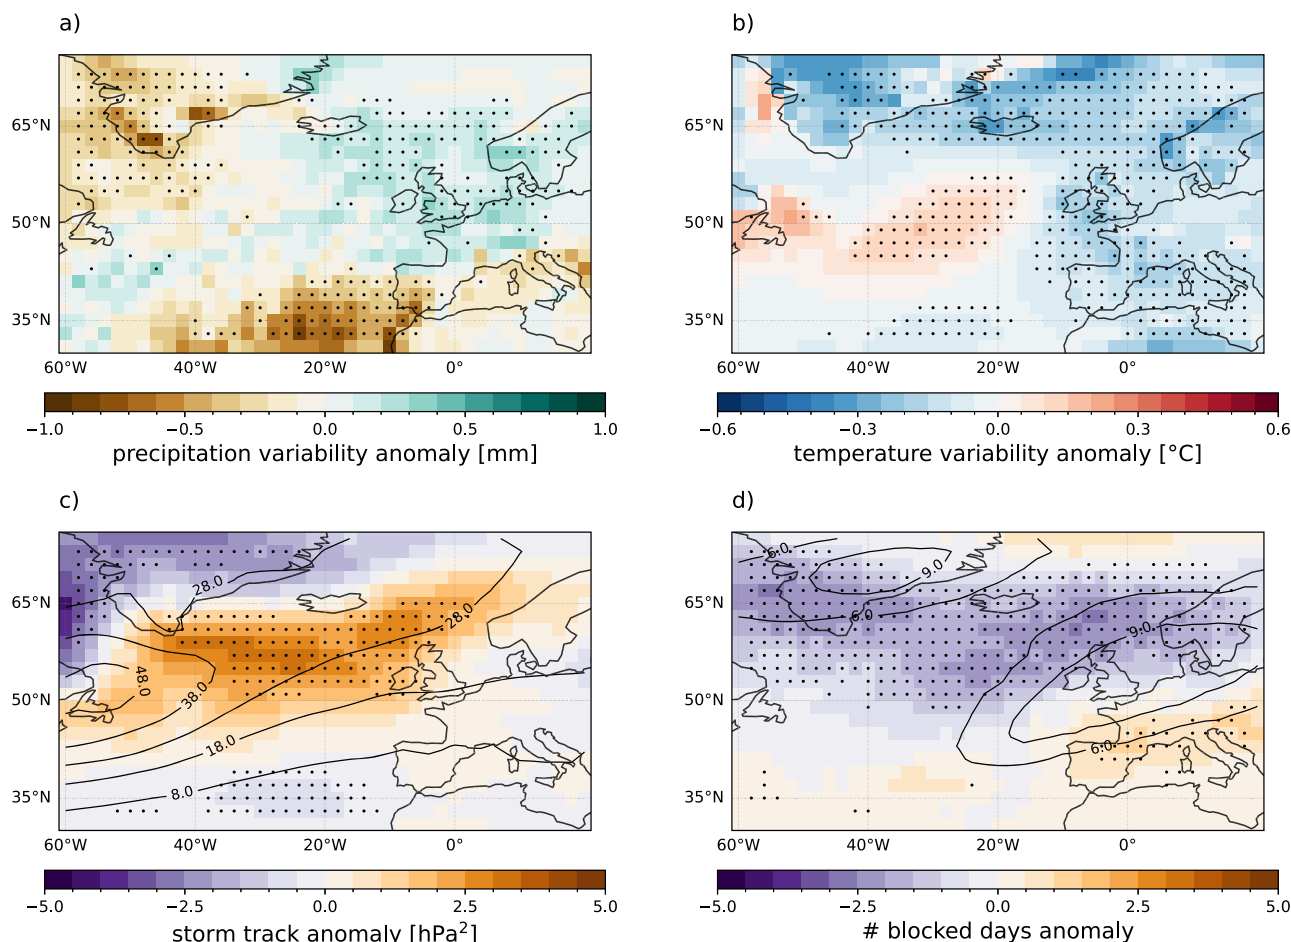 a)
b)
65°N
50°N
35°N
60°W 40°W 20°W 0°
65°N
50°N
35°N
60°W 40°W 20°W 0°
−1.0 −0.5 0.0 0.5 1.0
precipitation variability anomaly [mm]
−0.6 −0.3 0.0 0.3 0.6
temperature variability anomaly [°C]
c)
d)
65°N
50°N
35°N
28.0
28.0
48.0
38.0
18.0
8.0
60°W 40°W 20°W 0°
65°N
50°N
35°N
6.0
9.0
6.0
9.0
6.0
60°W 40°W 20°W 0°
−5.0 −2.5 0.0 2.5 5.0
storm track anomaly [hPa²]
−5.0 −2.5 0.0 2.5 5.0
# blocked days anomaly